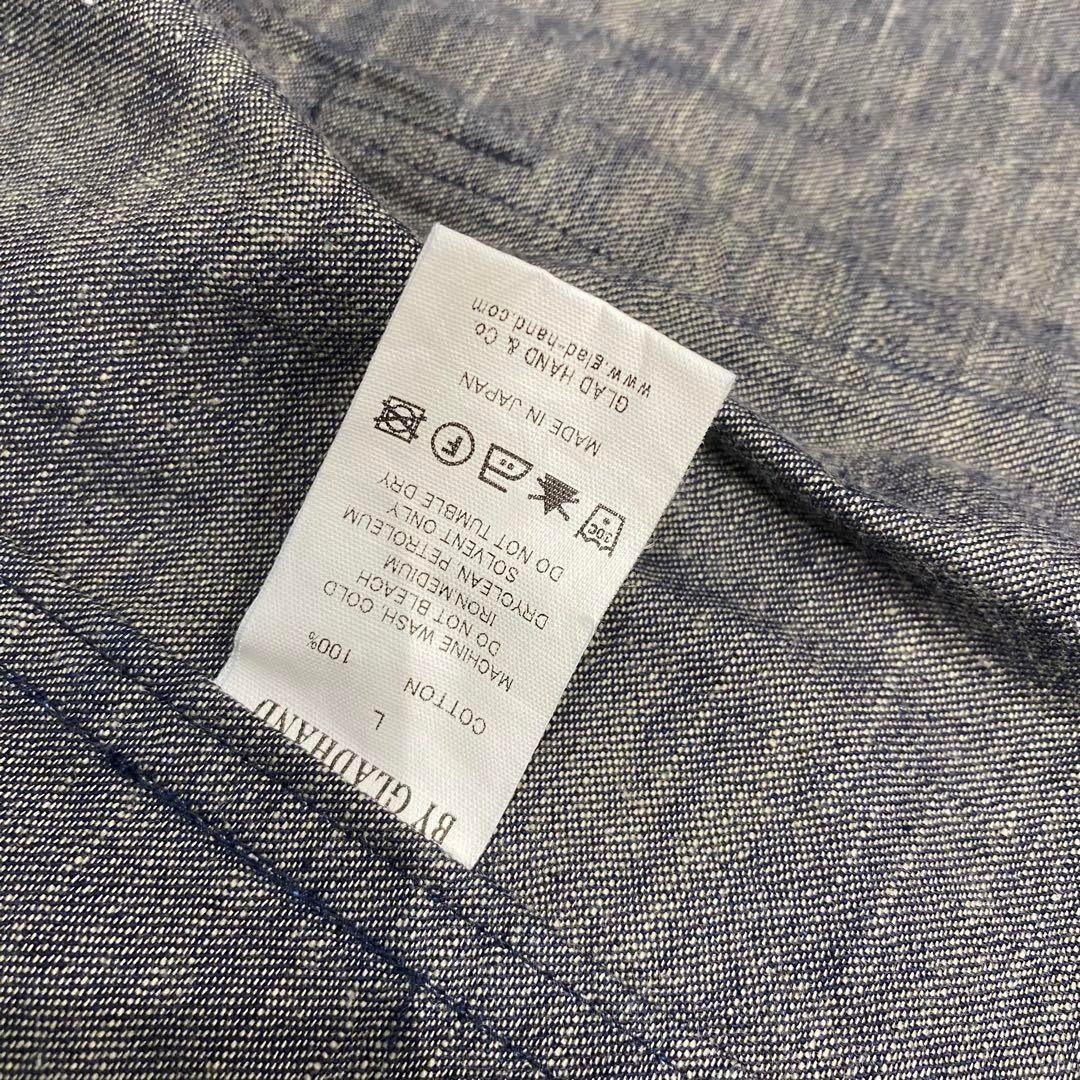 BY GLADHAND
L
COTTON 100%
MACHINE WASH, COLD
DO NOT BLEACH
IRON MEDIUM
DRYCLEAN PETROLEUM
SOLVENT ONLY
DO NOT TUMBLE DRY
30C F
MADE IN JAPAN
GLAD HAND & Co.
www.glad-hand.com